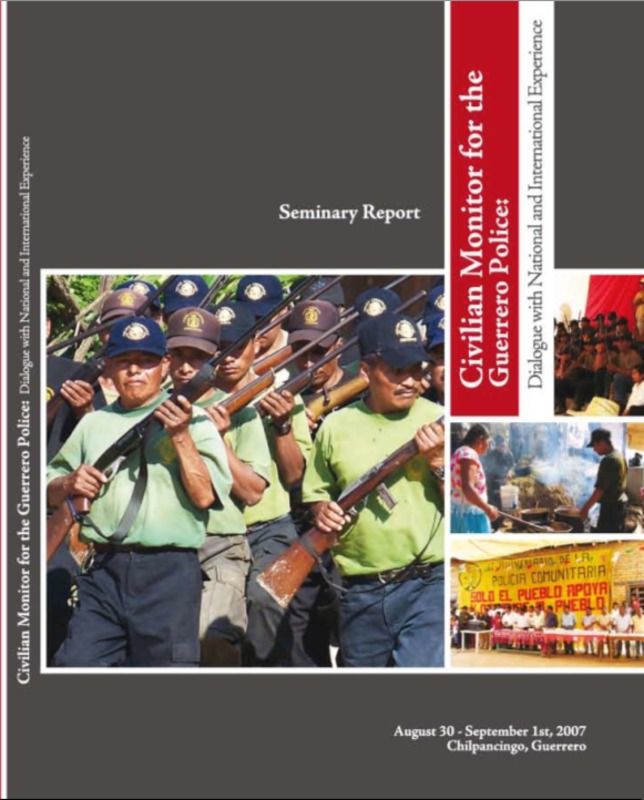 Civilian Monitor for the Guerrero Police: Dialogue with National and International Experience
Seminary Report
Civilian Monitor for the
Guerrero Police:
Dialogue with National and International Experience
DE LA
POLICIA COMUNITARIA
SOLO EL PUEBLO APOYA
PUEBLO
August 30 - September 1st, 2007
Chilpancingo, Guerrero